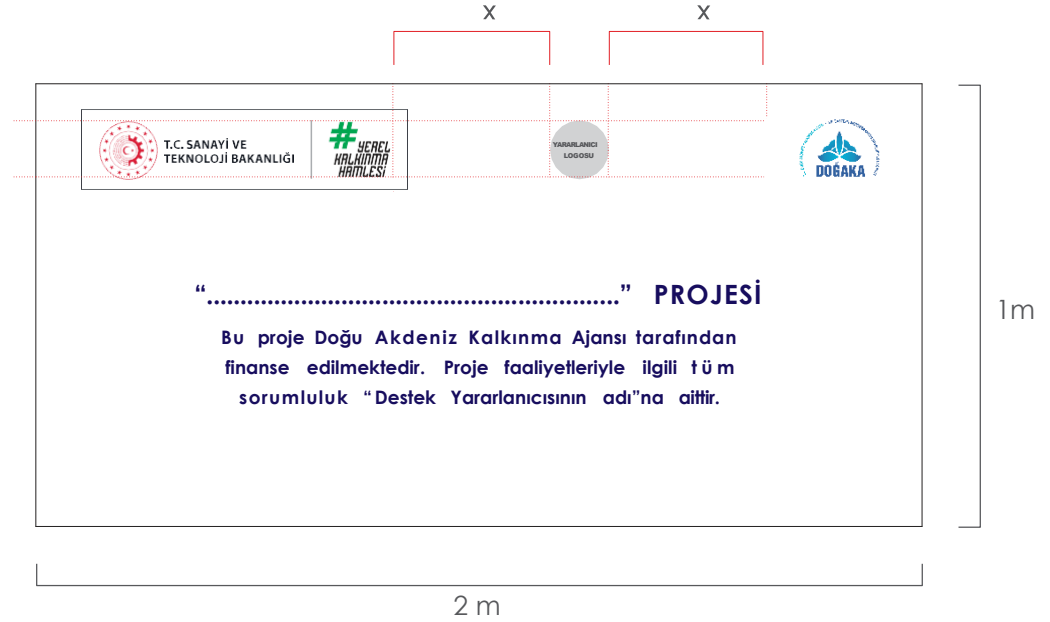 x x
T.C. SANAYİ VE
TEKNOLOJİ BAKANLIĞI
#YEREL
KALKINMA
HAMLESİ
YARARLANICI
LOGOSU
DOĞAKA
“..............................................................” PROJESİ
Bu proje Doğu Akdeniz Kalkınma Ajansı tarafından
finanse edilmektedir. Proje faaliyetleriyle ilgili tüm
sorumluluk “Destek Yararlanıcısının adı”na aittir.
1m
2 m